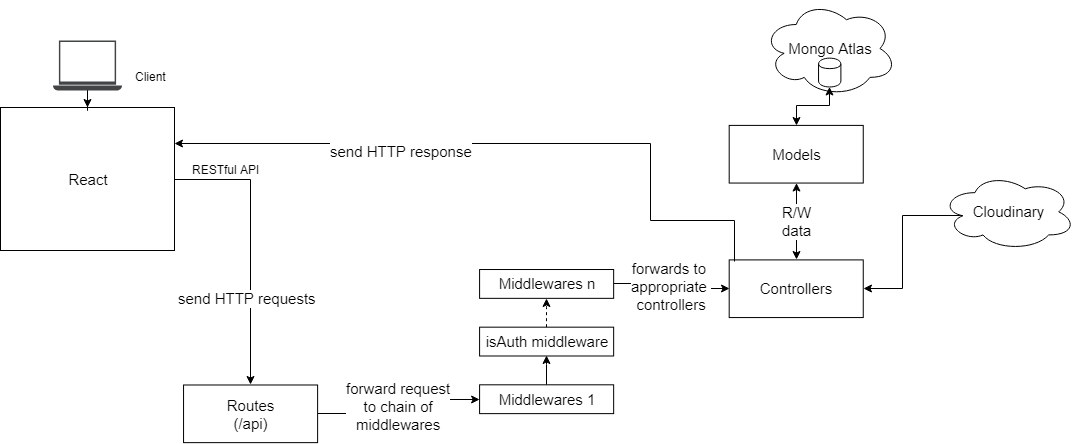 Mongo Atlas
Client
Models
send HTTP response
RESTful API
React
R/W
data
Cloudinary
forwards to
appropriate
controllers
Middlewares n
Controllers
send HTTP requests
isAuth middleware
forward request
to chain of
middlewares
Middlewares 1
Routes
(/api)